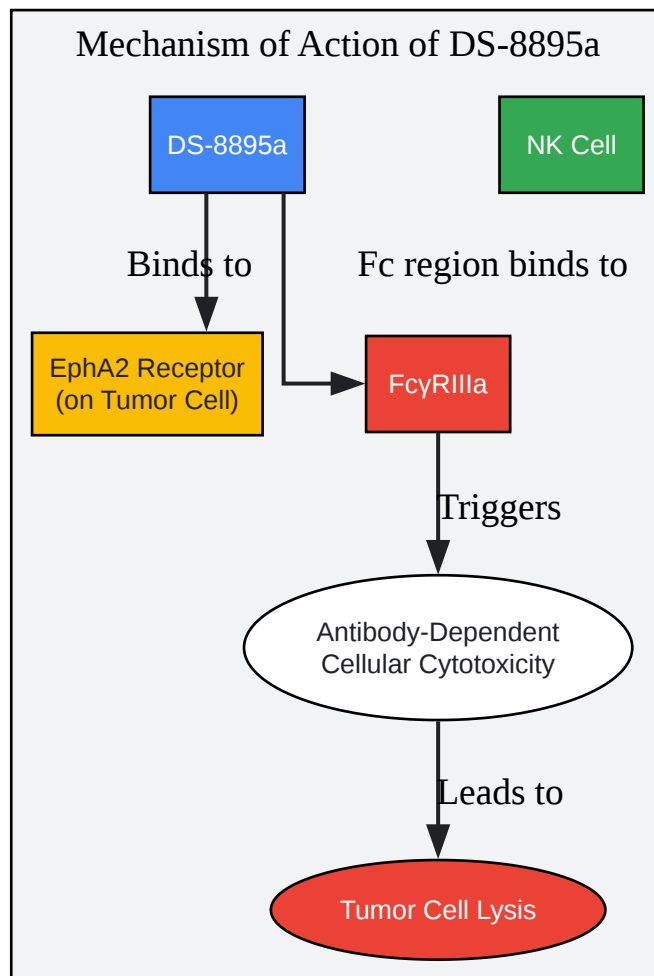 Mechanism of Action of DS-8895a
DS-8895a
NK Cell
Binds to
Fc region binds to
EphA2 Receptor
(on Tumor Cell)
FcγRIIIa
Triggers
Antibody-Dependent
Cellular Cytotoxicity
Leads to
Tumor Cell Lysis